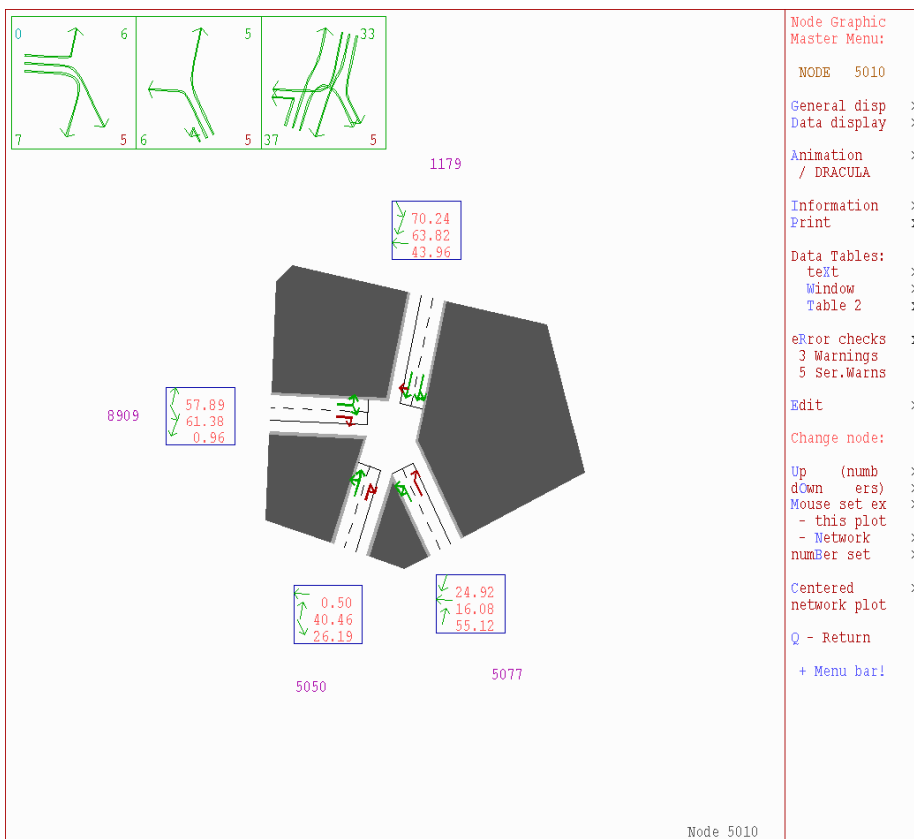 0 6 5 33
7 5 6 5 37 5
1179
70.24
63.82
43.96
8909
57.89
61.38
0.96
0.50
40.46
26.19
24.92
16.08
55.12
5050
5077
Node 5010
Node Graphic
Master Menu:
NODE 5010
General disp >
Data display >
Animation >
/ DRACULA
Information >
Print >
Data Tables:
teXt >
Window >
Table 2 >
eRror checks >
3 Warnings
5 Ser.Warns
Edit >
Change node:
Up (numb >
dOwn ers) >
Mouse set ex >
- this plot
- Network >
numBer set >
Centered >
network plot
Q - Return
+ Menu bar!